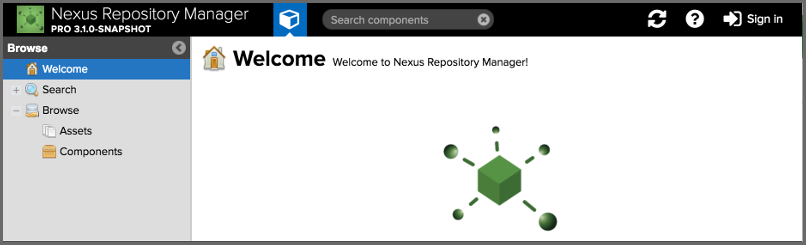 Nexus Repository Manager
PRO 3.1.0-SNAPSHOT
Search components
Sign in
Browse
Welcome
Search
Browse
Assets
Components
Welcome Welcome to Nexus Repository Manager!